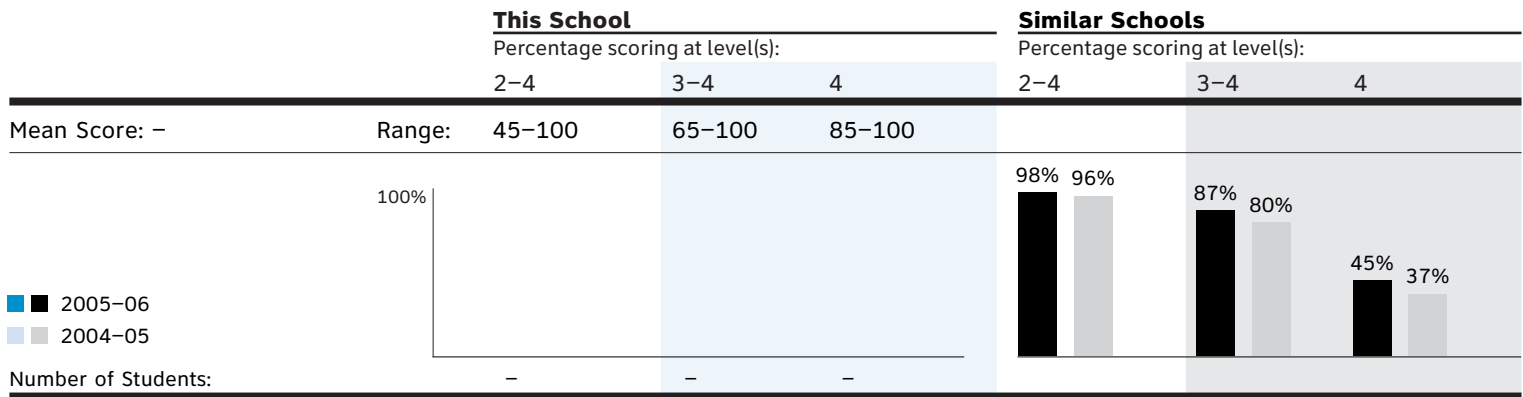 This School Similar Schools
Percentage scoring at level(s): Percentage scoring at level(s):
2–4 3–4 4 2–4 3–4 4
Mean Score: – Range: 45–100 65–100 85–100
98% 96% 87% 80% 45% 37%
100%
2005–06
2004–05
Number of Students: – – –